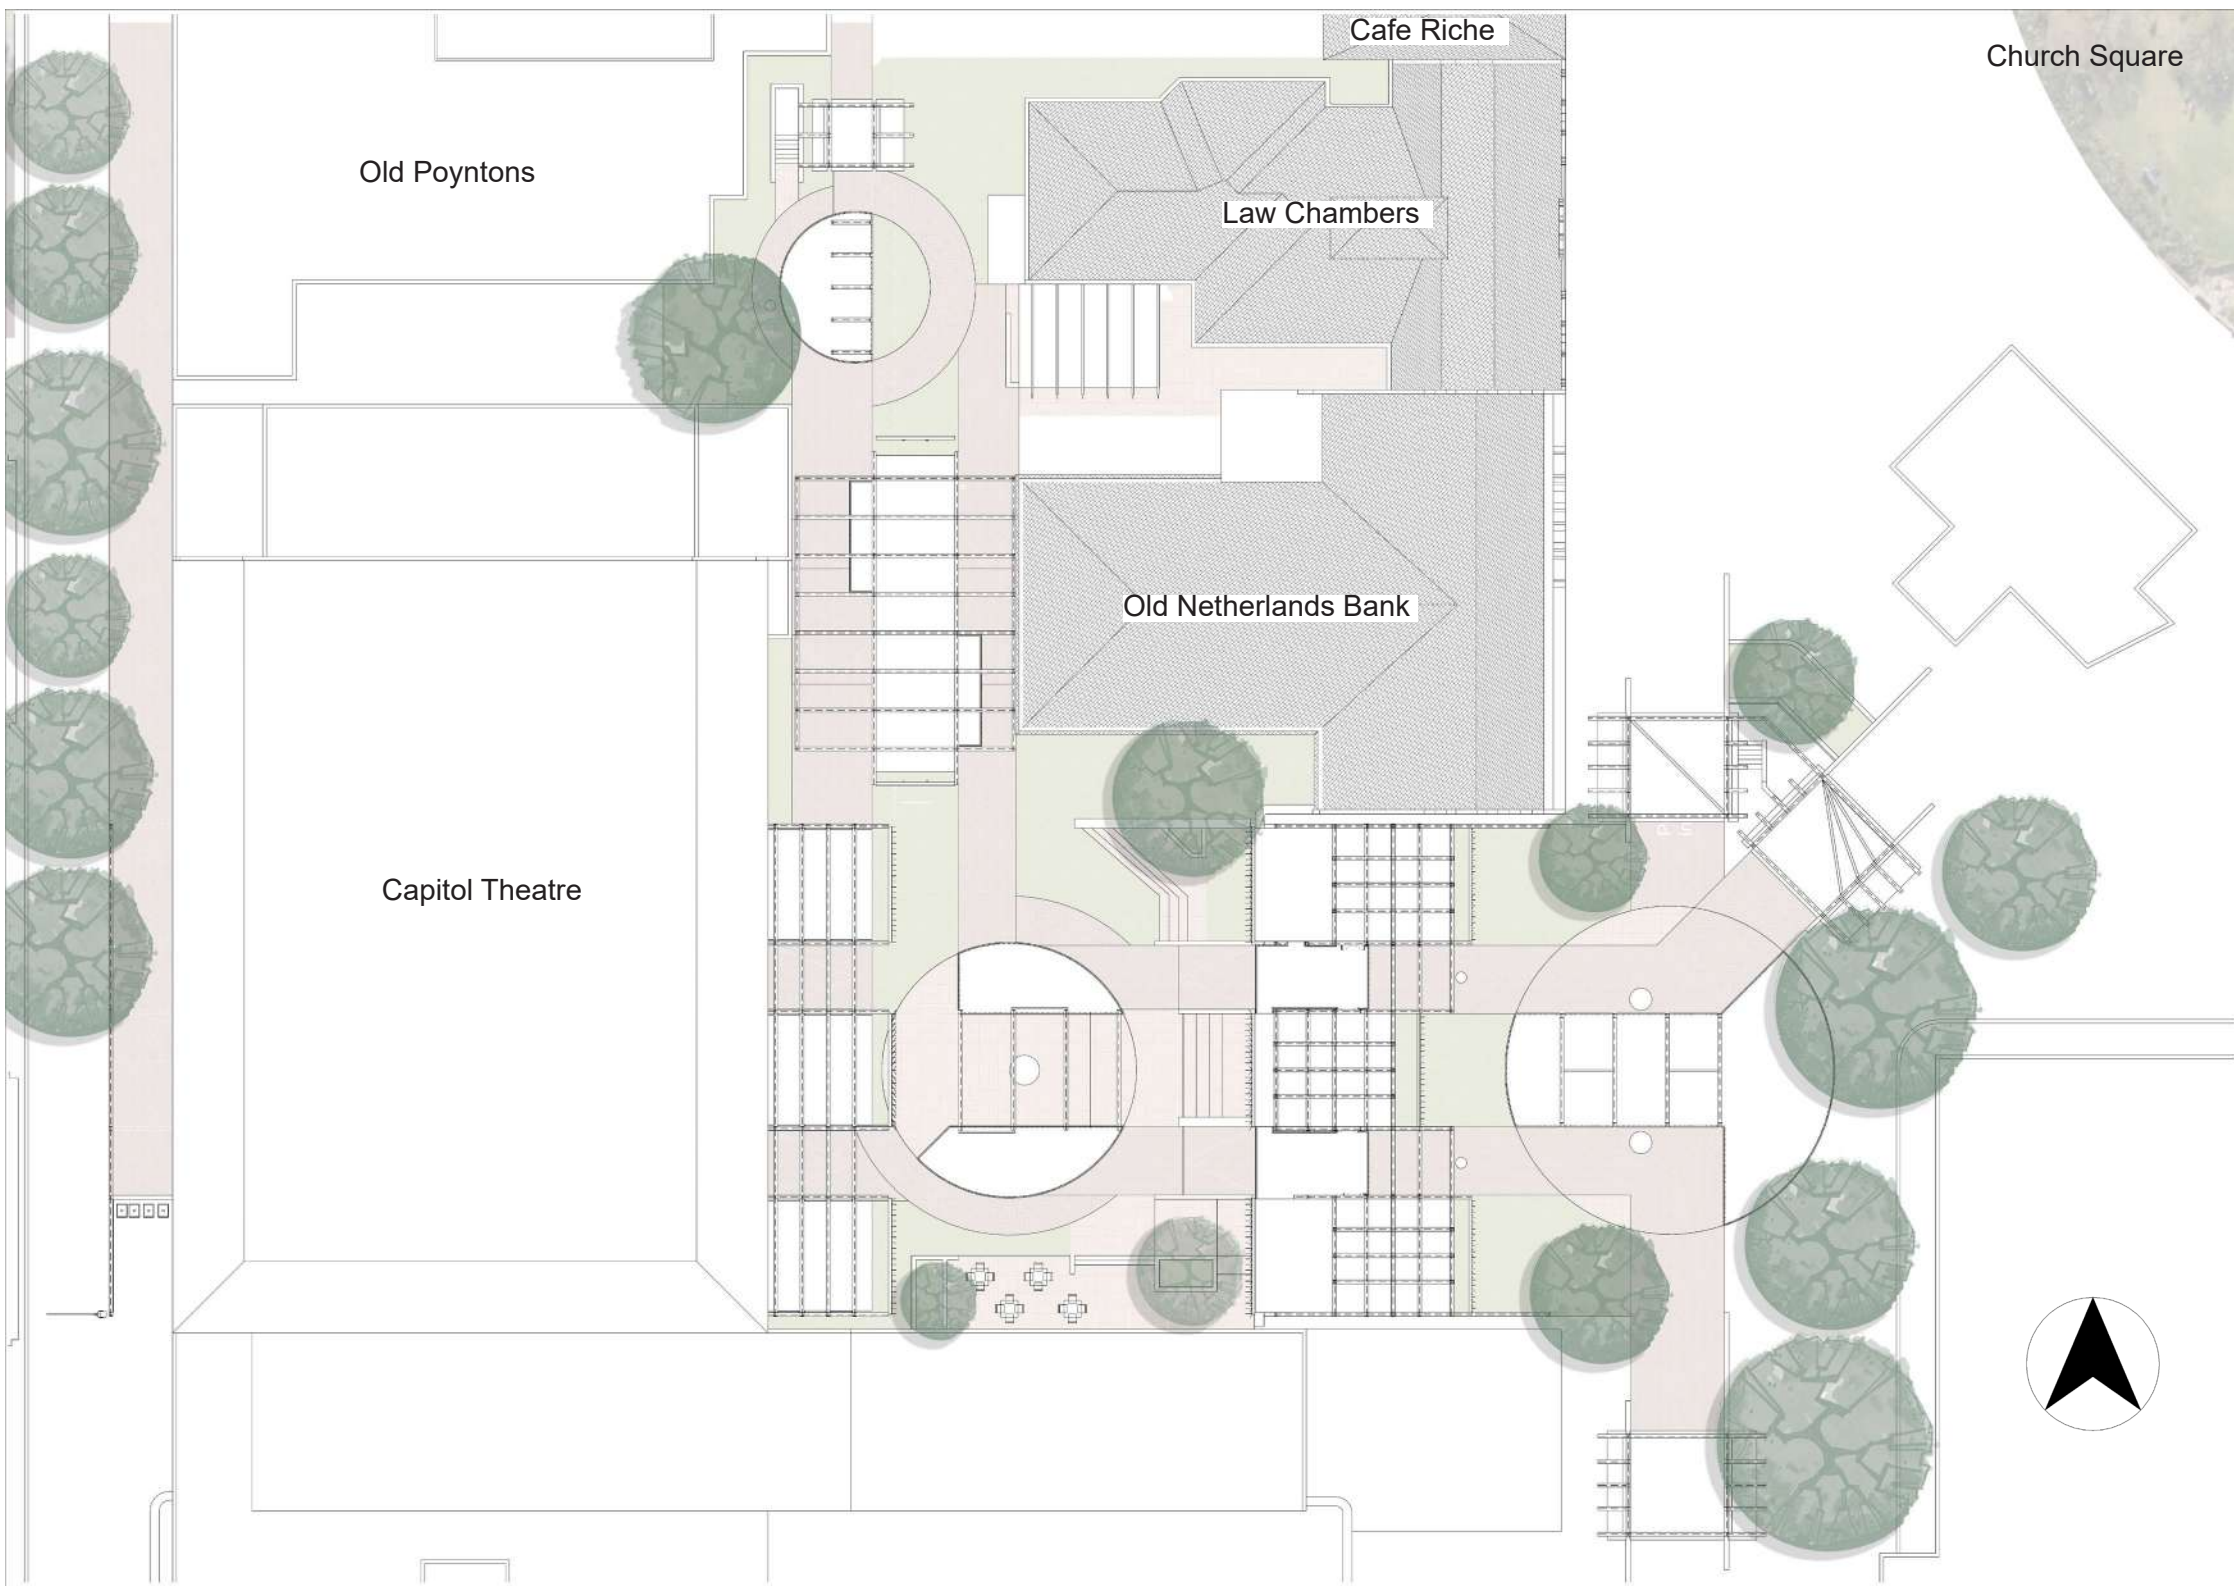 Cafe Riche
Church Square
Old Poyntons
Law Chambers
Old Netherlands Bank
Capitol Theatre